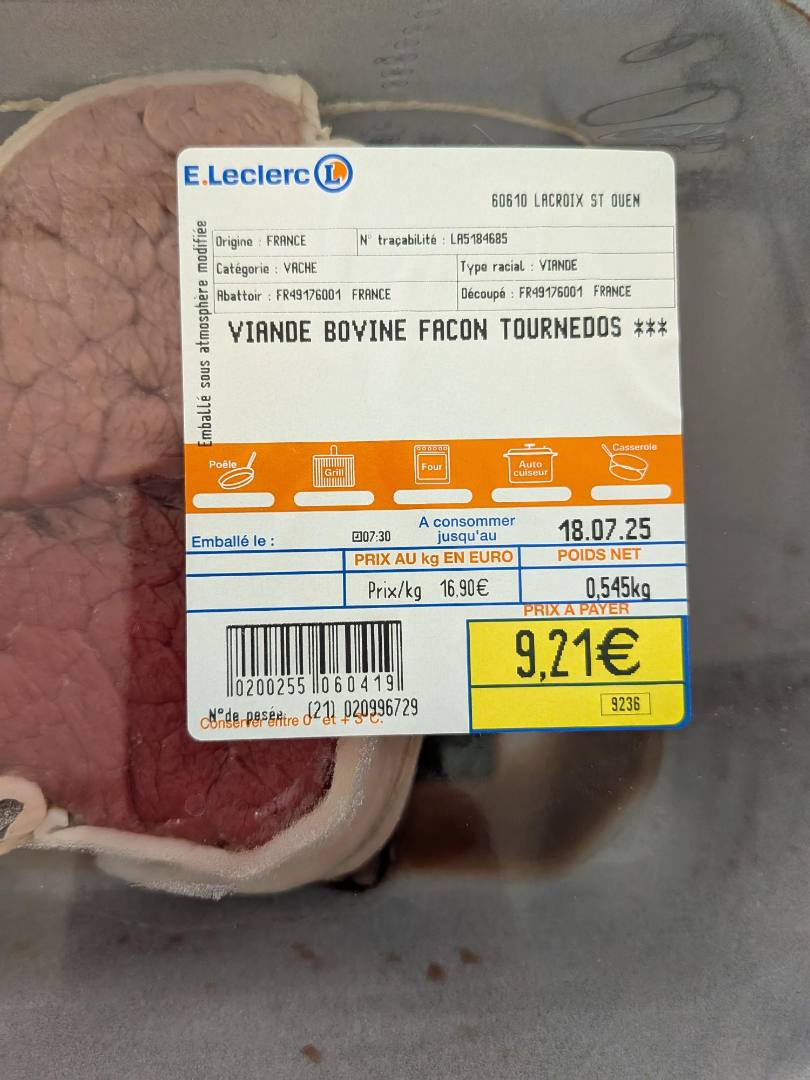 E.Leclerc L
60610 LACROIX ST OUEN
Emballé sous atmosphère modifiée
Origine : FRANCE N° traçabilité : LA5184685
Catégorie : VACHE Type racial : VIANDE
Abattoir : FR49176001 FRANCE Découpé : FR49176001 FRANCE
VIANDE BOVINE FACON TOURNEDOS ***
Poêle Grill Four Auto cuiseur Casserole
Emballé le : 07:30 A consommer jusqu'au 18.07.25
PRIX AU kg EN EURO POIDS NET
Prix/kg 16,90€ 0,545kg
PRIX A PAYER
9,21€
0200255 060419
N°de pesée (21) 020996729
9236
Conserver entre 0° et + 3°C.